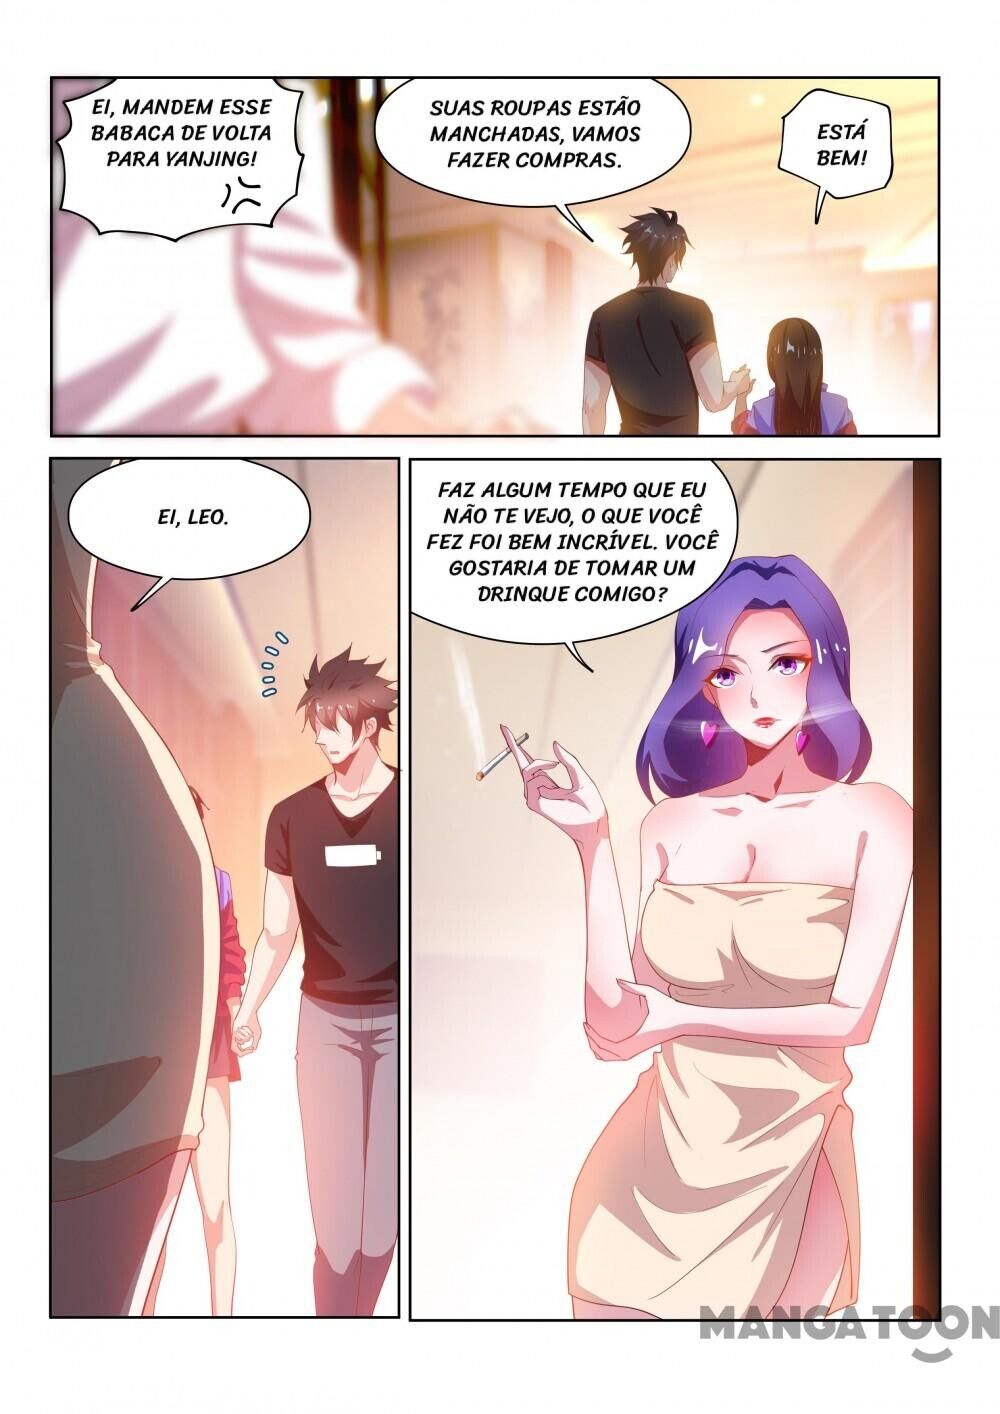 EI, MANDEM ESSE
BABACA DE VOLTA
PARA YANJING!
SUAS ROUPAS ESTÃO
MANCHADAS, VAMOS
FAZER COMPRAS.
ESTÁ
BEM!
EI, LEO.
FAZ ALGUM TEMPO QUE EU
NÃO TE VEJO, O QUE VOCÊ
FEZ FOI BEM INCRÍVEL. VOCÊ
GOSTARIA DE TOMAR UM
DRINQUE COMIGO?
MANGATOON